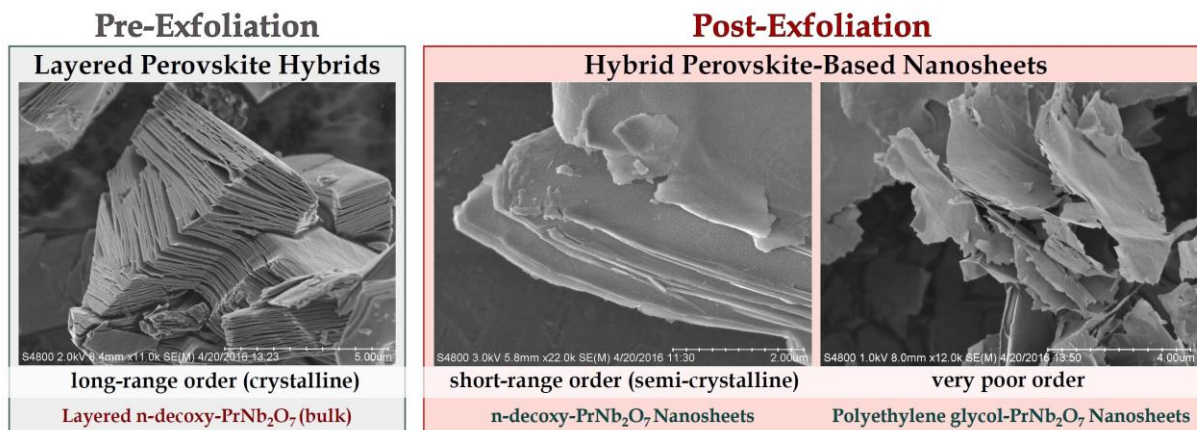 Pre-Exfoliation
Post-Exfoliation
Layered Perovskite Hybrids
Hybrid Perovskite-Based Nanosheets
S4800 2.0kV 8.4mm x11.0k SE(M) 4/20/2016 13:23
5.00um
S4800 3.0kV 5.8mm x22.0k SE(M) 4/20/2016 11:30
2.00um
S4800 1.0kV 8.0mm x12.0k SE(M) 4/20/2016 13:50
4.00um
long-range order (crystalline)
short-range order (semi-crystalline)
very poor order
Layered n-decoxy-PrNb₂O₇ (bulk)
n-decoxy-PrNb₂O₇ Nanosheets
Polyethylene glycol-PrNb₂O₇ Nanosheets